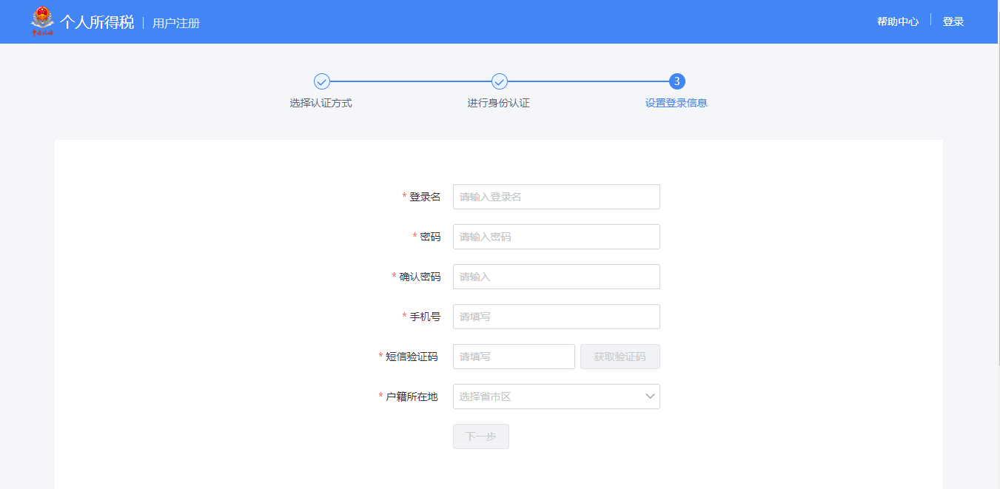 个人所得税 用户注册 帮助中心 登录
3
选择认证方式 进行身份认证 设置登录信息
* 登录名 请输入登录名
* 密码 请输入密码
* 确认密码 请输入
* 手机号 请填写
* 短信验证码 请填写 获取验证码
* 户籍所在地 选择省市区
下一步